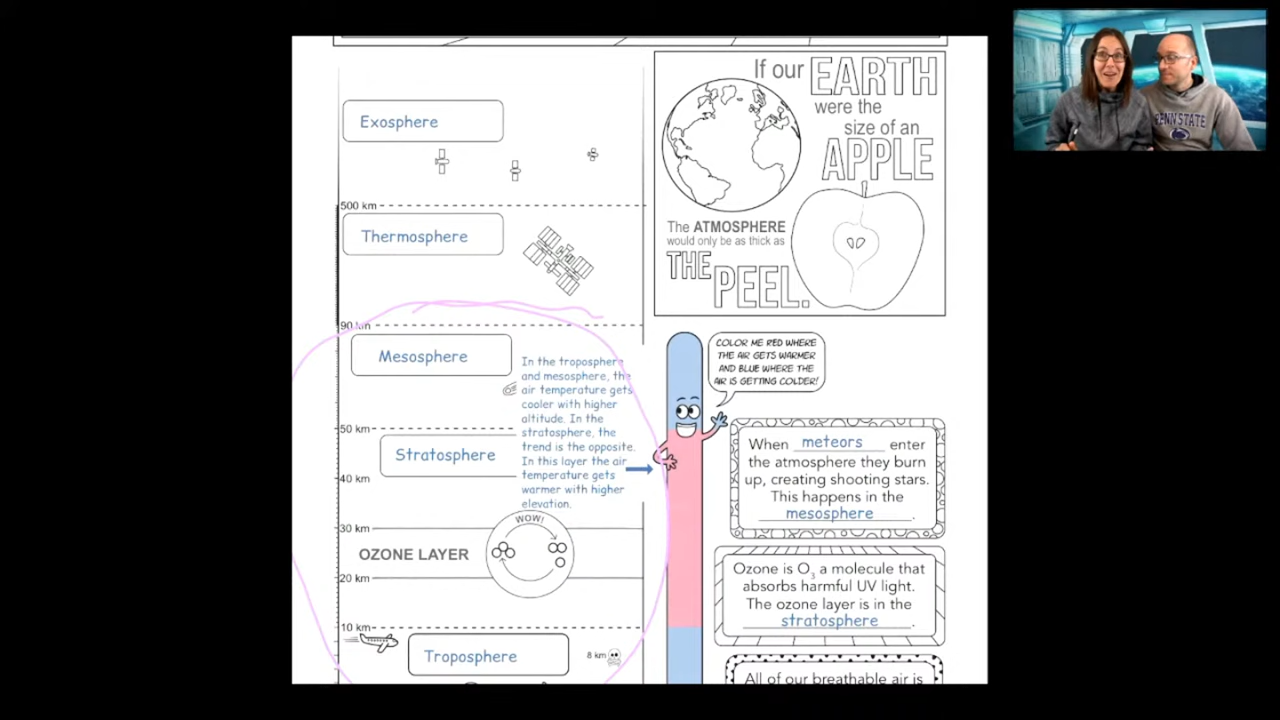 Exosphere
500 km
Thermosphere
90 km
Mesosphere
In the troposphere
and mesosphere, the
air temperature gets
cooler with higher
altitude. In the
stratosphere, the
trend is the opposite.
In this layer the air
temperature gets
warmer with higher
elevation.
50 km
Stratosphere
40 km
30 km
WOW!
OZONE LAYER
20 km
10 km
Troposphere
8 km
If our EARTH
were the
size of an
APPLE
The ATMOSPHERE
would only be as thick as
THE
PEEL.
COLOR ME RED WHERE
THE AIR GETS WARMER
AND BLUE WHERE THE
AIR IS GETTING COLDER!
When meteors enter
the atmosphere they burn
up, creating shooting stars.
This happens in the
mesosphere.
Ozone is O3 a molecule that
absorbs harmful UV light.
The ozone layer is in the
stratosphere.
All of our breathable air is
PENN STATE